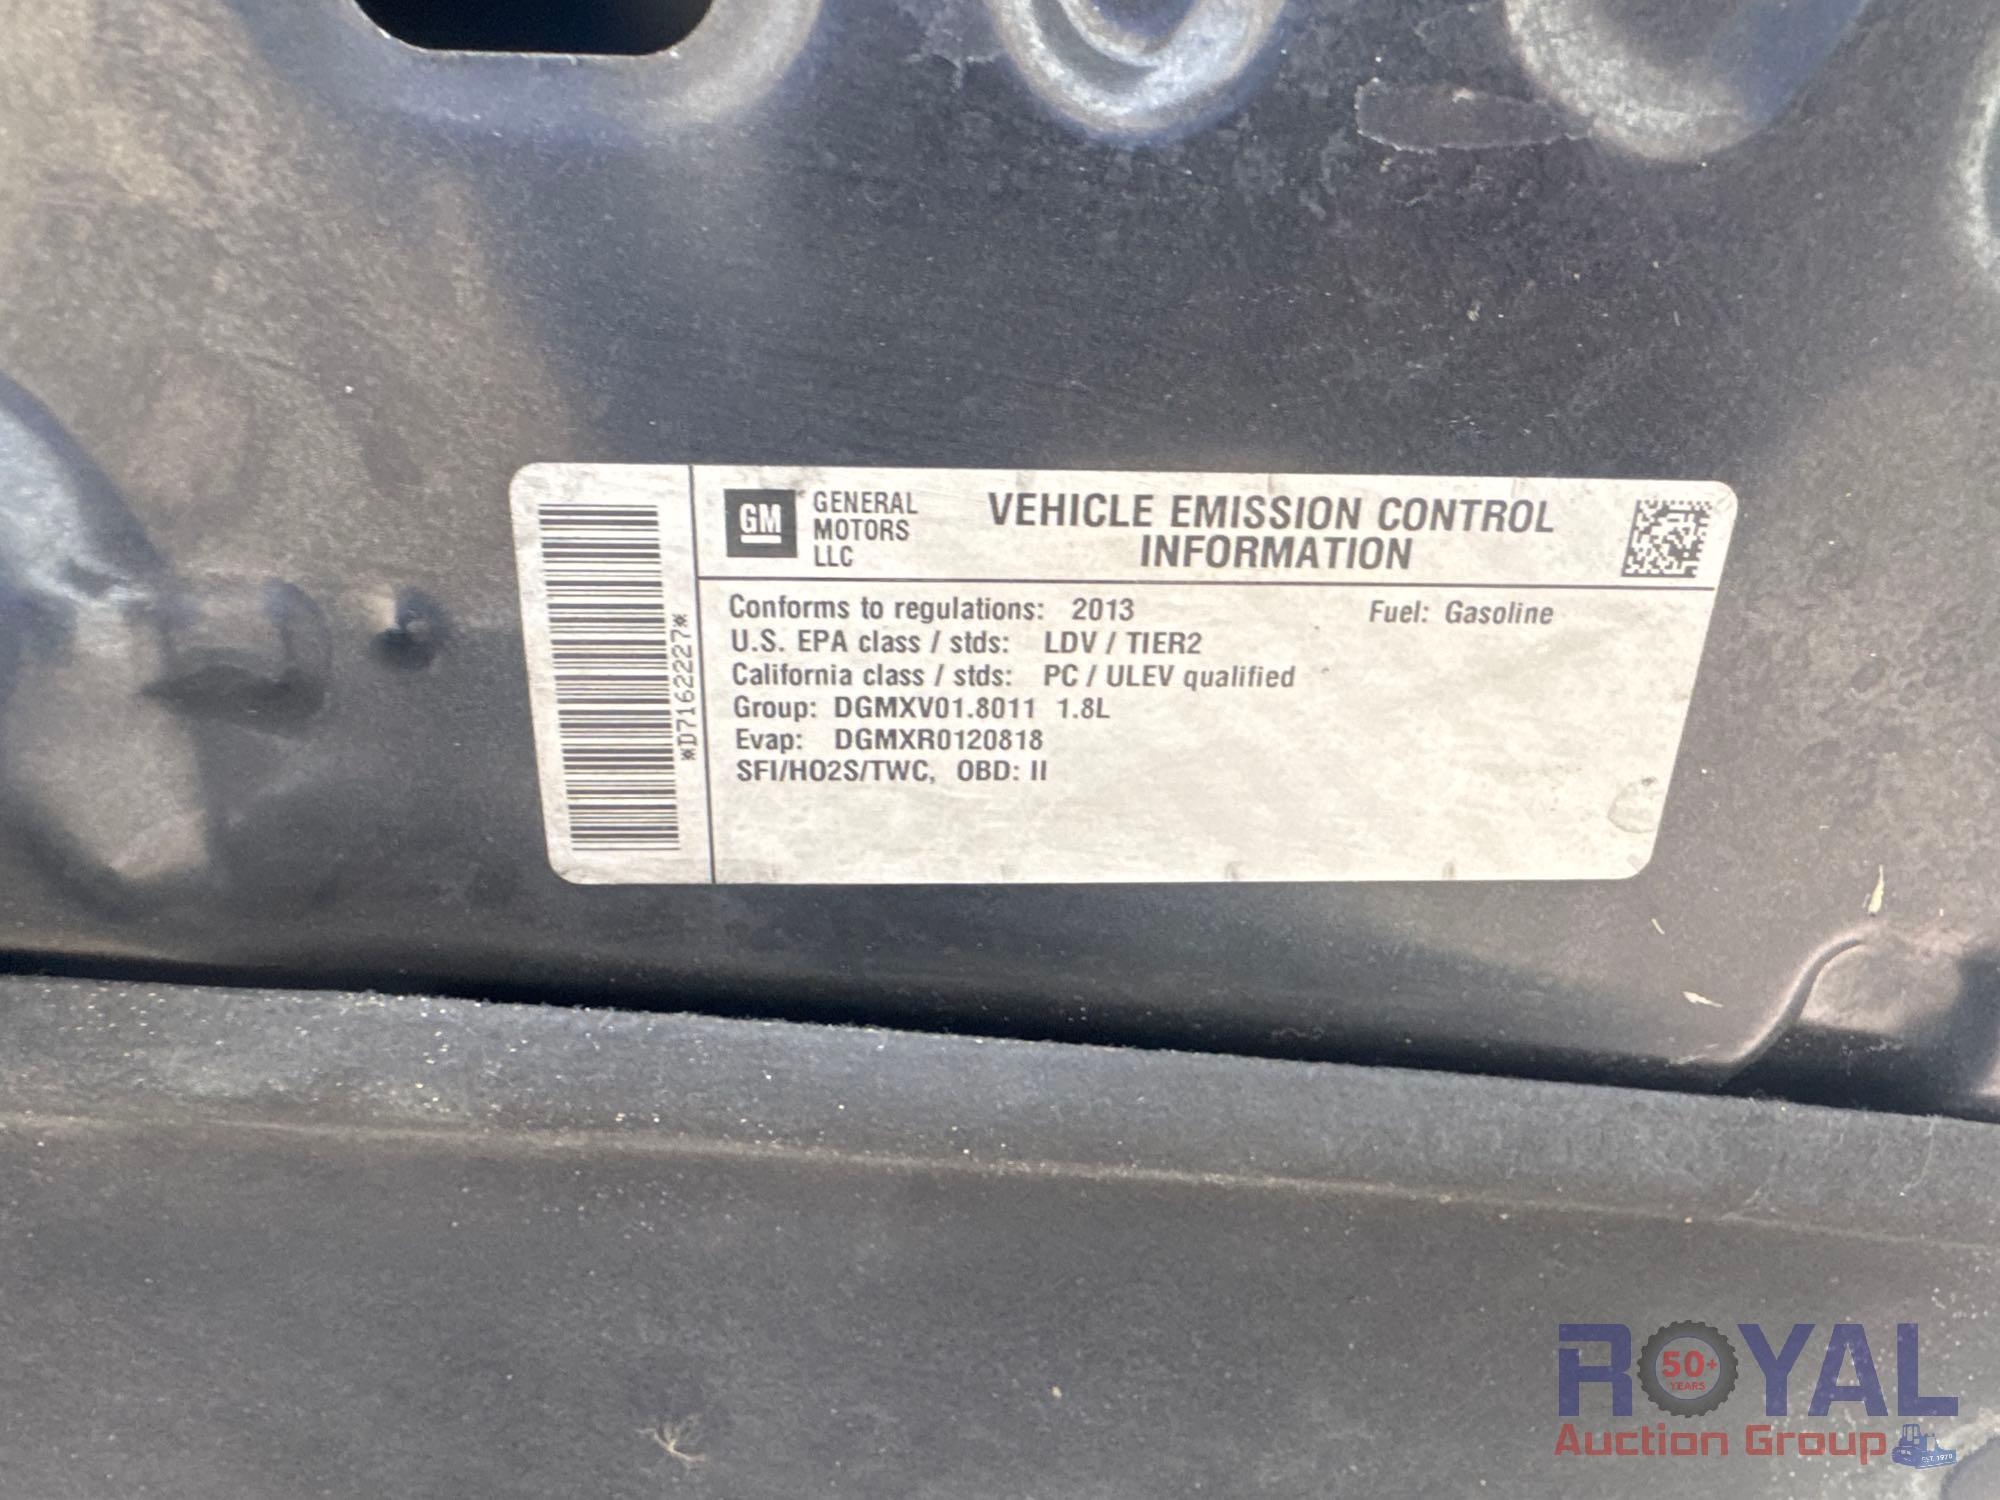 *D7162227*
GM GENERAL
MOTORS
LLC
VEHICLE EMISSION CONTROL
INFORMATION
Conforms to regulations: 2013 Fuel: Gasoline
U.S. EPA class / stds: LDV / TIER2
California class / stds: PC / ULEV qualified
Group: DGMXV01.8011 1.8L
Evap: DGMXR0120818
SFI/HO2S/TWC, OBD: II
ROYAL
50+
YEARS
Auction Group
EST. 1970